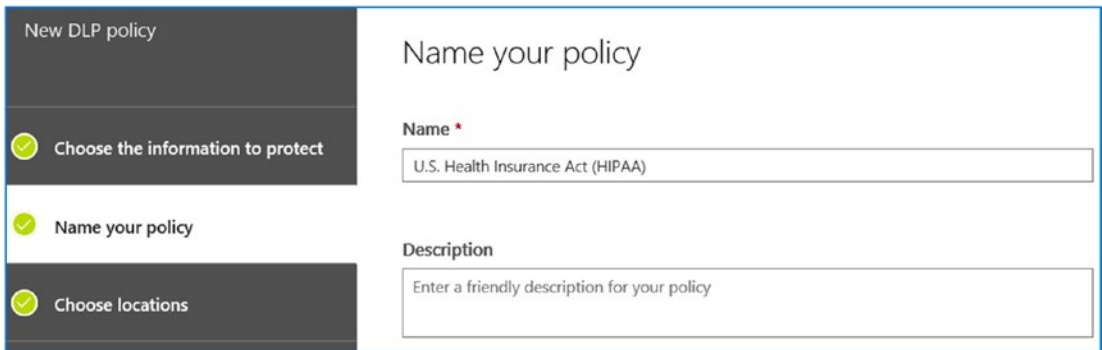 New DLP policy
Choose the information to protect
Name your policy
Choose locations
Name your policy
Name *
U.S. Health Insurance Act (HIPAA)
Description
Enter a friendly description for your policy